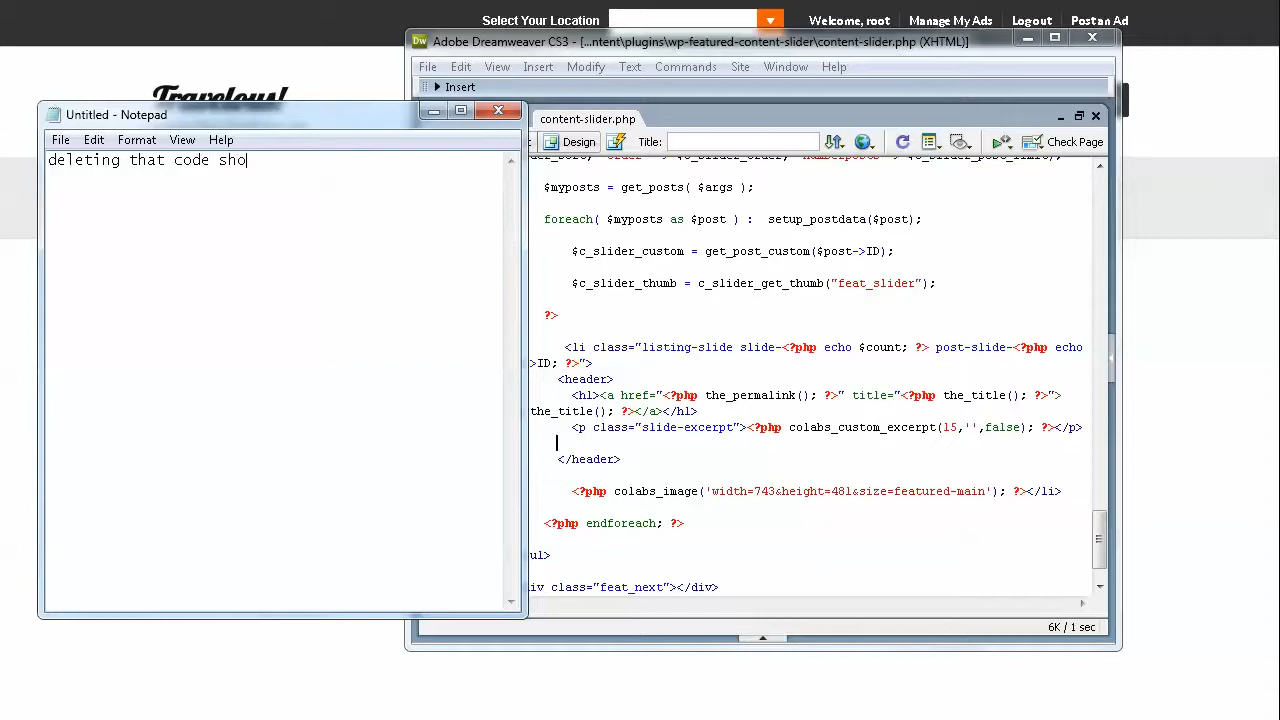 Select Your Location
Welcome, root
Manage My Ads
Logout
Post an Ad
Adobe Dreamweaver CS3 - [...ntent\plugins\wp-featured-content-slider\content-slider.php (XHTML)]
File Edit View Insert Modify Text Commands Site Window Help
Insert
Travelous!
Untitled - Notepad
File Edit Format View Help
deleting that code sho
content-slider.php
Design
Title:
Check Page
$myposts = get_posts( $args );
foreach( $myposts as $post ) : setup_postdata($post);
$c_slider_custom = get_post_custom($post->ID);
$c_slider_thumb = c_slider_get_thumb("feat_slider");
?>
<li class="listing-slide slide-<?php echo $count; ?> post-slide-<?php echo
>ID; ?>">
<header>
<h1><a href="<?php the_permalink(); ?>" title="<?php the_title(); ?>">
the_title(); ?></a></h1>
<p class="slide-excerpt"><?php colabs_custom_excerpt(15,'',false); ?></p>
</header>
<?php colabs_image('width=743&height=481&size=featured-main'); ?></li>
<?php endforeach; ?>
ul>
iv class="feat_next"></div>
6K / 1 sec